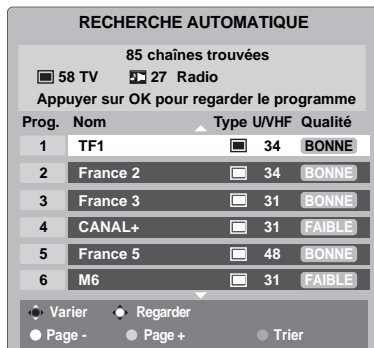 RECHERCHE AUTOMATIQUE
85 chaînes trouvées
58 TV 27 Radio
Appuyer sur OK pour regarder le programme
Prog. Nom Type U/VHF Qualité
1 TF1 34 BONNE
2 France 2 34 BONNE
3 France 3 31 BONNE
4 CANAL+ 31 FAIBLE
5 France 5 48 BONNE
6 M6 31 FAIBLE
Varier Regarder
Page - Page + Trier